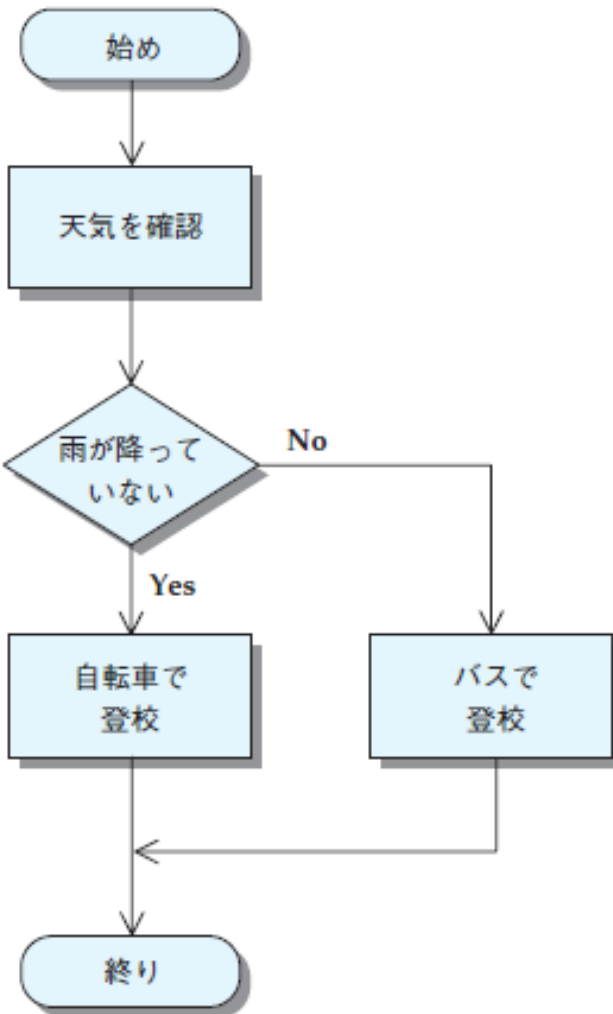 始め
天気を確認
雨が降って
いない
No
Yes
自転車で
登校
バスで
登校
終り